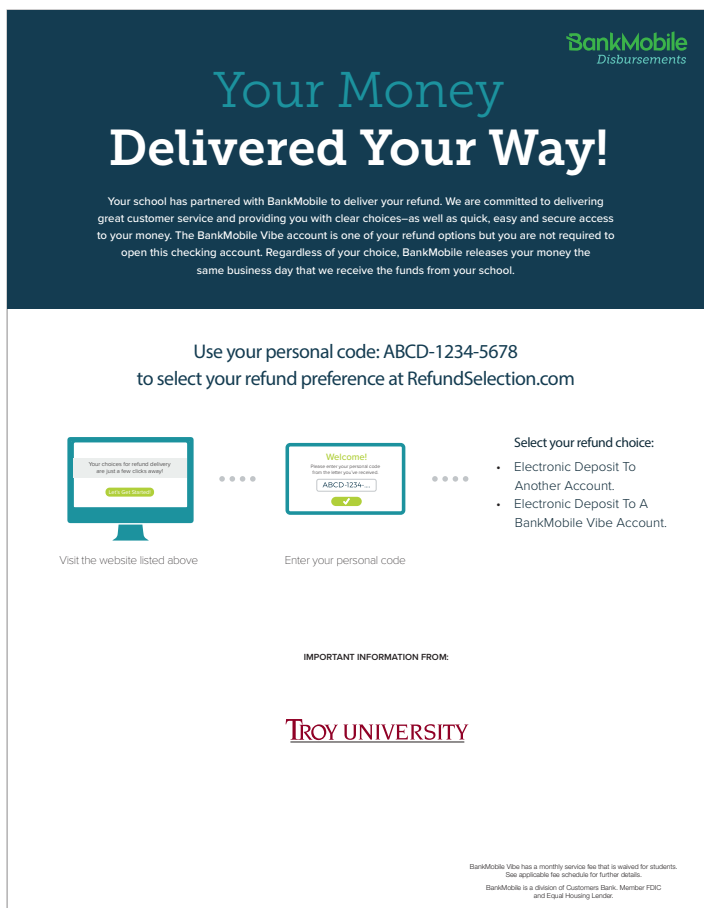 BankMobile
Disbursements
Your Money
Delivered Your Way!
Your school has partnered with BankMobile to deliver your refund. We are committed to delivering
great customer service and providing you with clear choices–as well as quick, easy and secure access
to your money. The BankMobile Vibe account is one of your refund options but you are not required to
open this checking account. Regardless of your choice, BankMobile releases your money the
same business day that we receive the funds from your school.
Use your personal code: ABCD-1234-5678
to select your refund preference at RefundSelection.com
Your choices for refund delivery
are just a few clicks away!
Let's Get Started!
Visit the website listed above
Welcome!
Please enter your personal code
from the letter you've received.
ABCD-1234-...
Enter your personal code
Select your refund choice:
• Electronic Deposit To
Another Account.
• Electronic Deposit To A
BankMobile Vibe Account.
IMPORTANT INFORMATION FROM:
TROY UNIVERSITY
BankMobile Vibe has a monthly service fee that is waived for students.
See applicable fee schedule for further details.
BankMobile is a division of Customers Bank. Member FDIC
and Equal Housing Lender.